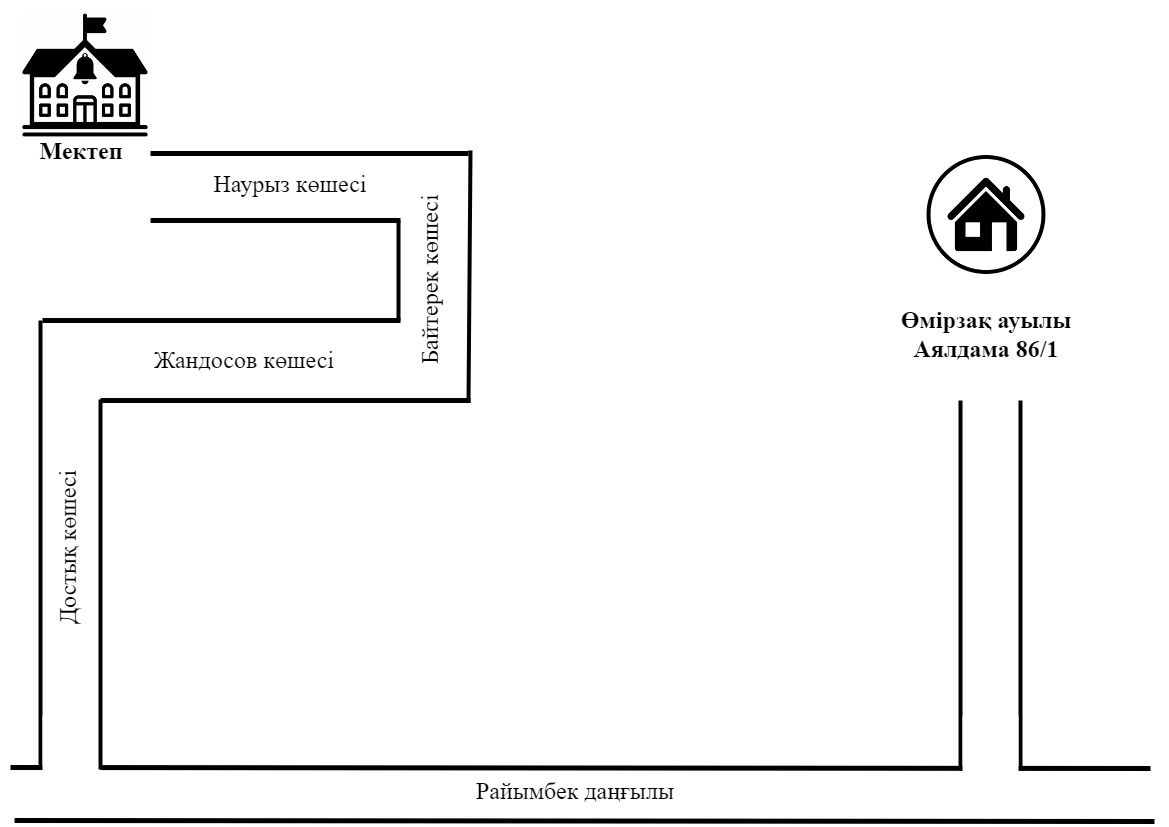 Мектеп
Наурыз көшесі
Байтерек көшесі
Өмірзақ ауылы
Аялдама 86/1
Жандосов көшесі
Достық көшесі
Райымбек даңғылы